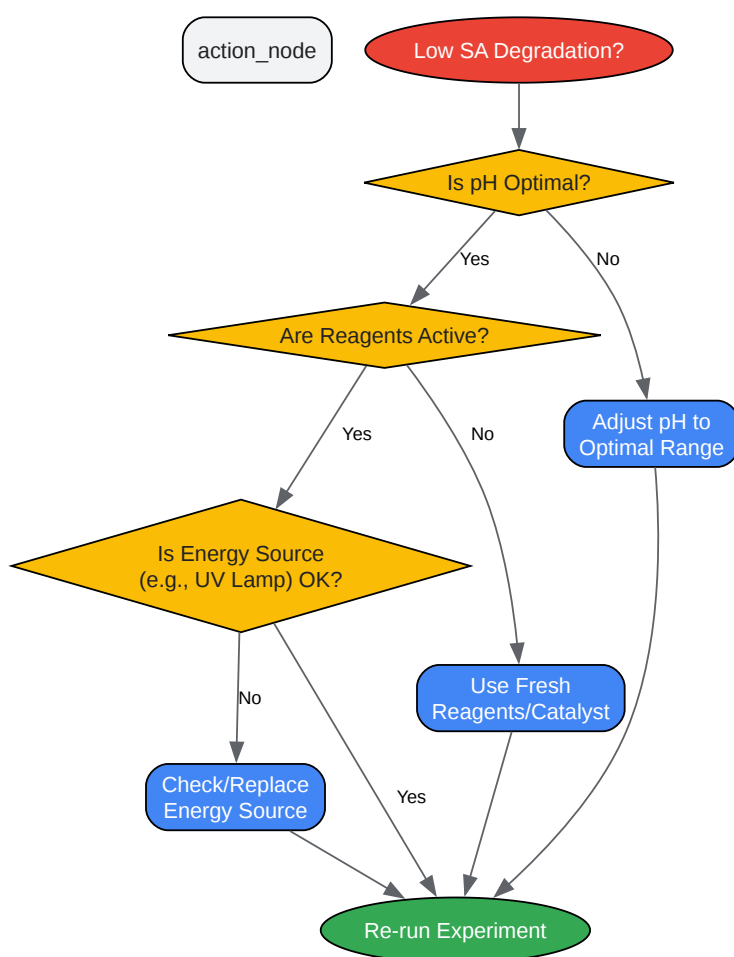 action_node
Low SA Degradation?
Is pH Optimal?
Yes
No
Are Reagents Active?
Yes
No
Adjust pH to
Optimal Range
Is Energy Source
(e.g., UV Lamp) OK?
No
Yes
Use Fresh
Reagents/Catalyst
Check/Replace
Energy Source
Re-run Experiment